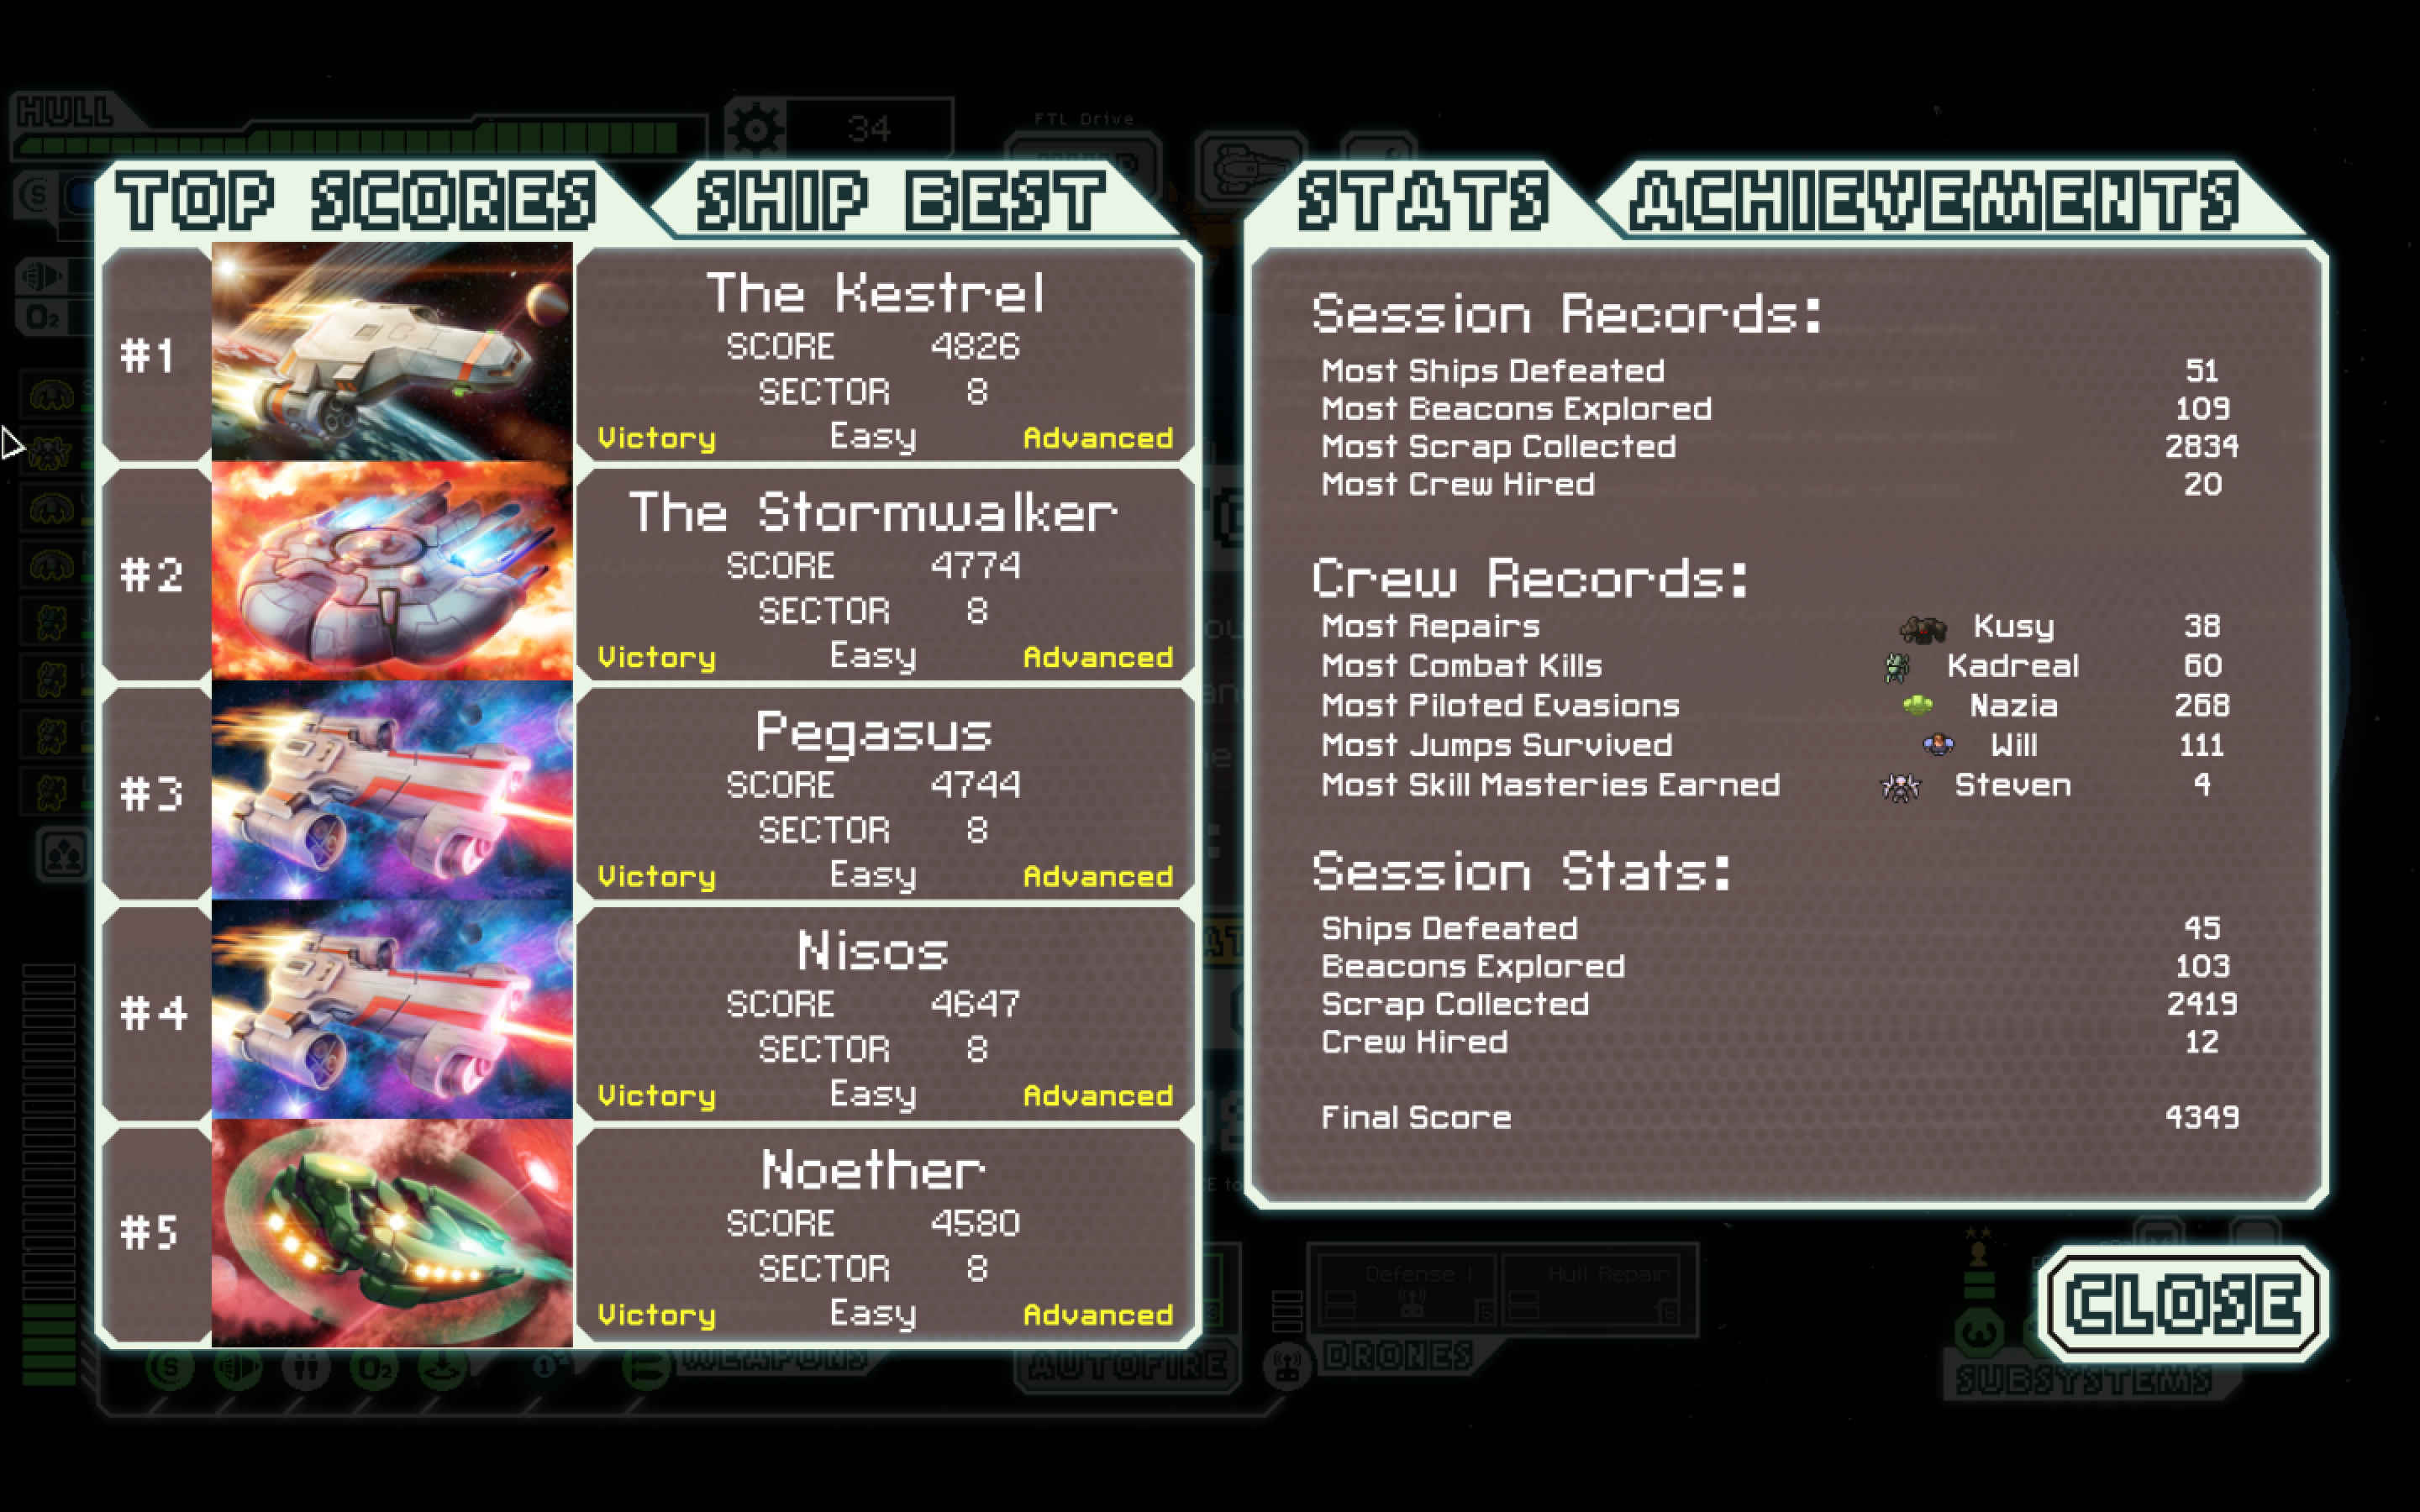 HULL
34
FTL Drive
TOP SCORES
SHIP BEST
STATS
ACHIEVEMENTS
#1
The Kestrel
SCORE 4826
SECTOR 8
Victory Easy Advanced
#2
The Stormwalker
SCORE 4774
SECTOR 8
Victory Easy Advanced
#3
Pegasus
SCORE 4744
SECTOR 8
Victory Easy Advanced
#4
Nisos
SCORE 4647
SECTOR 8
Victory Easy Advanced
#5
Noether
SCORE 4580
SECTOR 8
Victory Easy Advanced
Session Records:
Most Ships Defeated 51
Most Beacons Explored 109
Most Scrap Collected 2834
Most Crew Hired 20
Crew Records:
Most Repairs Kusy 38
Most Combat Kills Kadreal 60
Most Piloted Evasions Nazia 268
Most Jumps Survived Will 111
Most Skill Masteries Earned Steven 4
Session Stats:
Ships Defeated 45
Beacons Explored 103
Scrap Collected 2419
Crew Hired 12
Final Score 4349
CLOSE
Defense 1
Hull Repair
WEAPONS
AUTOFIRE
DRONES
SUBSYSTEMS